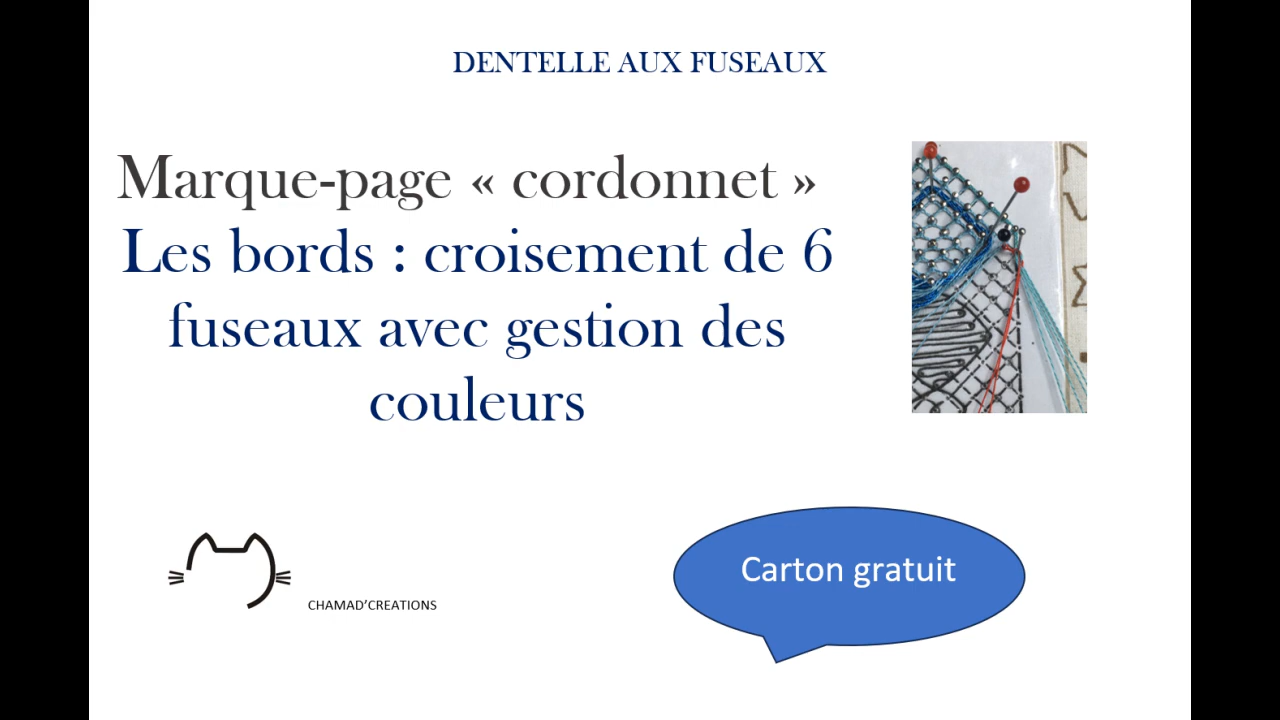 DENTELLE AUX FUSEAUX
Marque-page « cordonnet »
Les bords : croisement de 6
fuseaux avec gestion des
couleurs
Carton gratuit
CHAMAD'CREATIONS